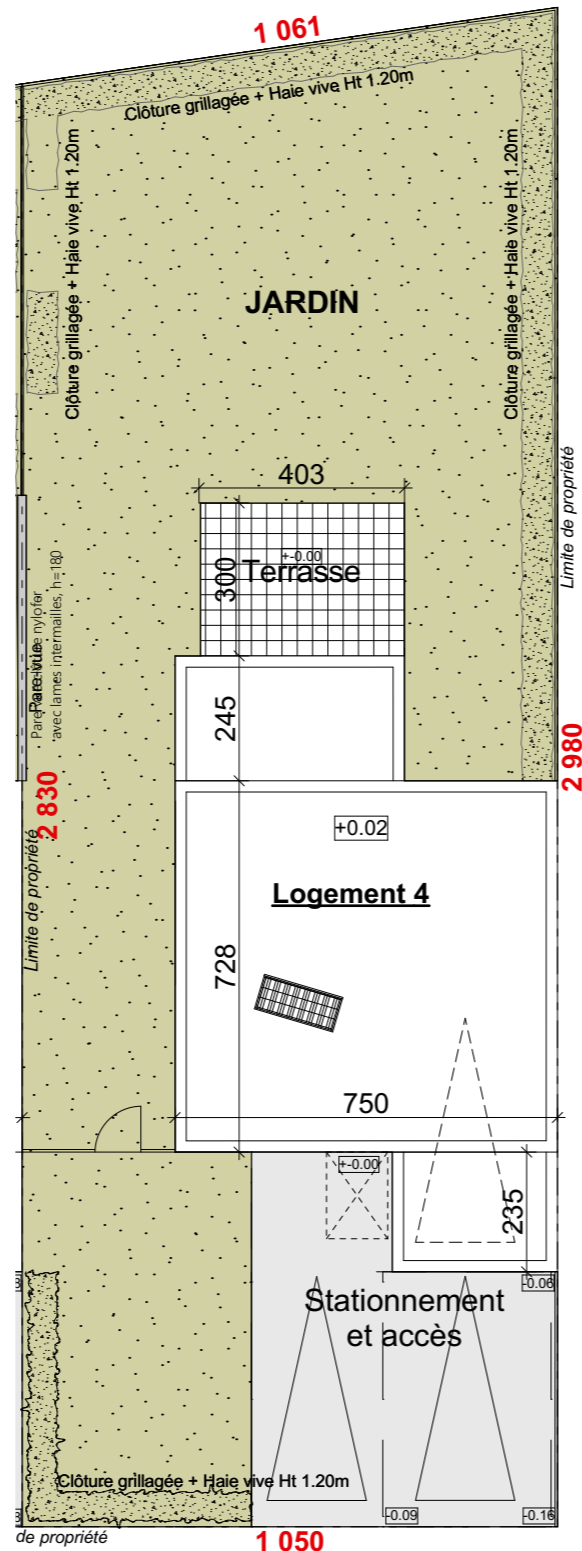 1 061
Clôture grillagée + Haie vive Ht 1.20m
Clôture grillagée + Haie vive Ht 1.20m
Clôture grillagée + Haie vive Ht 1.20m
JARDIN
Limite de propriété
403
+-0.00
Terrasse
300
Pare-vue
nylofor
avec lames intermailles, h=180
245
2 980
2 830
+0.02
Logement 4
Limite de propriété
728
750
+-0.00
235
-0.06
Stationnement
et accès
Clôture grillagée + Haie vive Ht 1.20m
-0.09
-0.16
de propriété
1 050